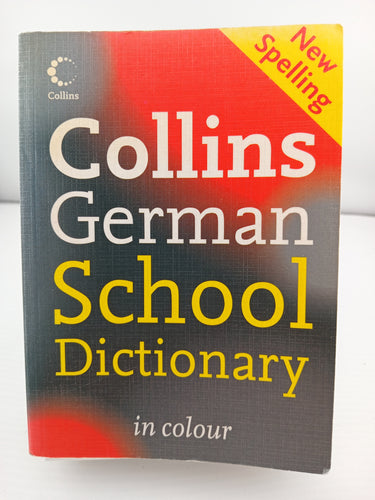 New
Spelling
Collins
Collins
German
School
Dictionary
in colour